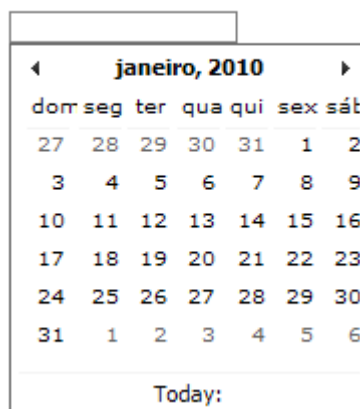 janeiro, 2010
dom seg ter qua qui sex sáb
27 28 29 30 31 1 2
3 4 5 6 7 8 9
10 11 12 13 14 15 16
17 18 19 20 21 22 23
24 25 26 27 28 29 30
31 1 2 3 4 5 6
Today: